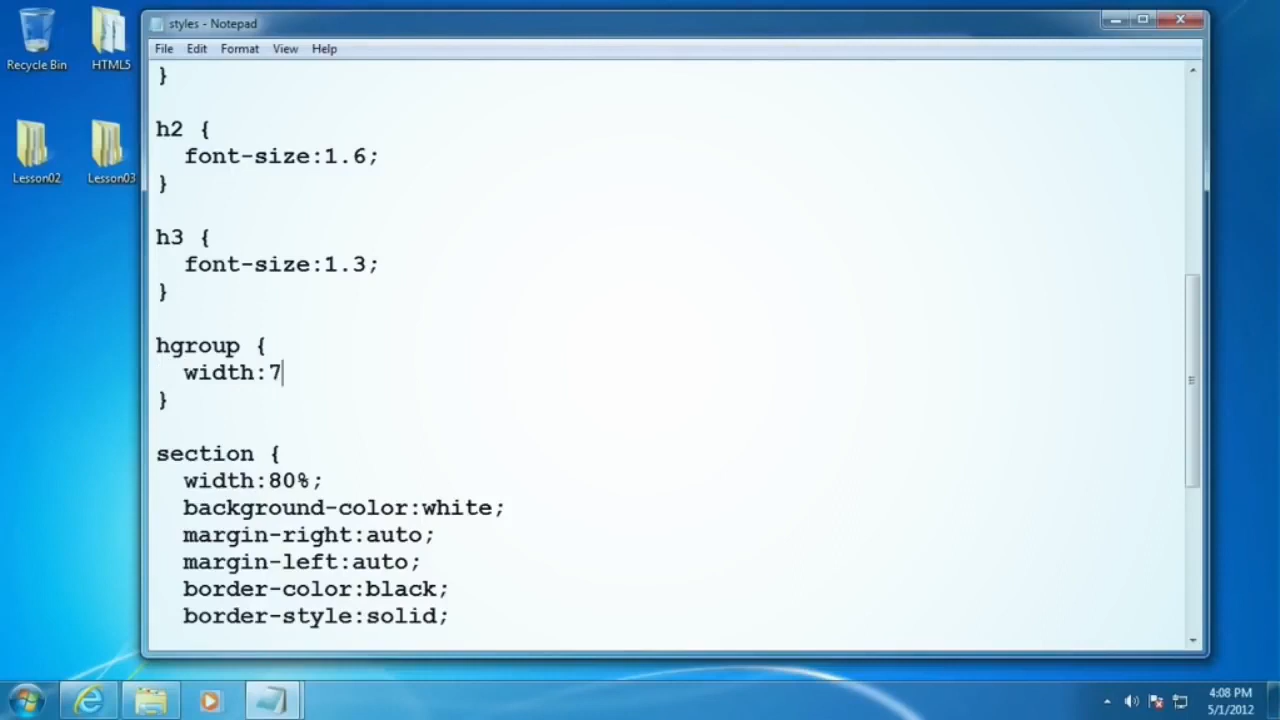 styles - Notepad
File Edit Format View Help
}
h2 {
font-size:1.6;
}
h3 {
font-size:1.3;
}
hgroup {
width:7
}
section {
width:80%;
background-color:white;
margin-right:auto;
margin-left:auto;
border-color:black;
border-style:solid;
Recycle Bin
HTML5
Lesson02
Lesson03
4:08 PM
5/1/2012